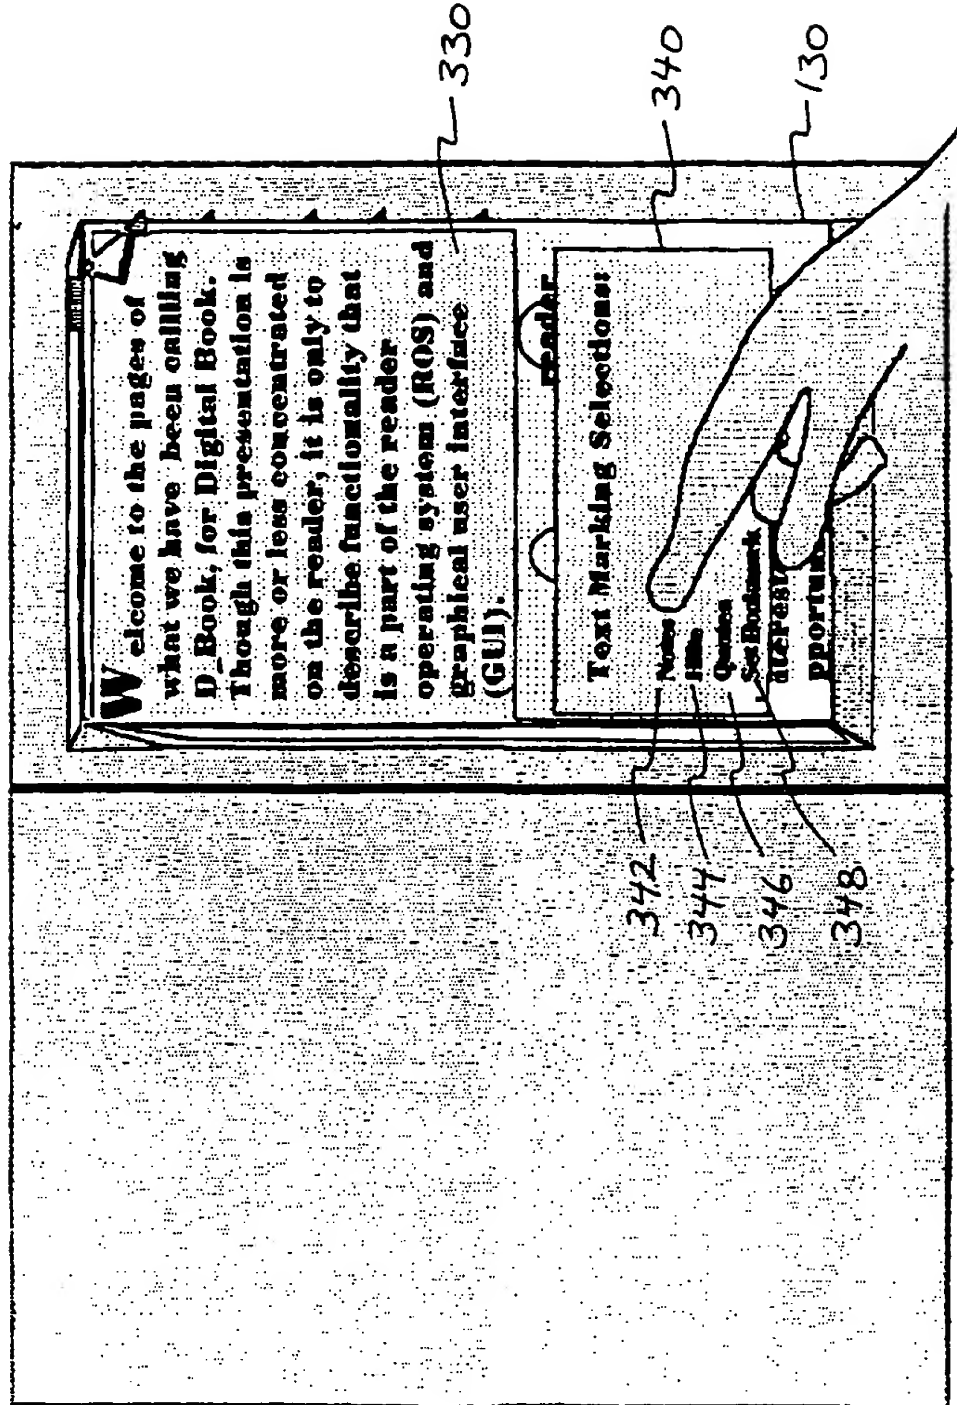 Welcome to the pages of
what we have been calling
D_Book, for Digital Book.
Though this presentation is
more or less concentrated
on the reader, it is only to
describe functionality that
is a part of the reader
operating system (ROS) and
graphical user interface
(GUI).
reader
Text Marking Selections:
Notes
Quotes
Set Bookmark
330
340
130
342
344
346
348